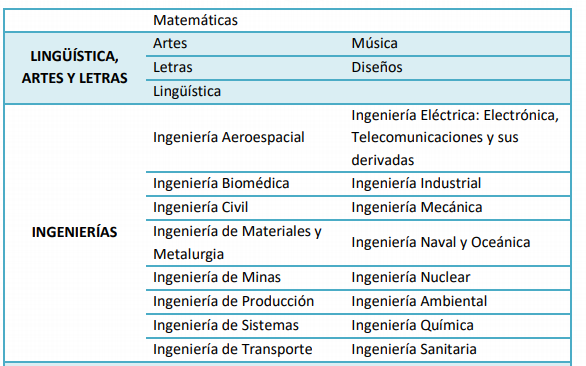 Matemáticas
LINGÜÍSTICA,
ARTES Y LETRAS
Artes
Música
Letras
Diseños
Lingüística
INGENIERÍAS
Ingeniería Aeroespacial
Ingeniería Eléctrica: Electrónica,
Telecomunicaciones y sus
derivadas
Ingeniería Biomédica
Ingeniería Industrial
Ingeniería Civil
Ingeniería Mecánica
Ingeniería de Materiales y
Metalurgia
Ingeniería Naval y Oceánica
Ingeniería de Minas
Ingeniería Nuclear
Ingeniería de Producción
Ingeniería Ambiental
Ingeniería de Sistemas
Ingeniería Química
Ingeniería de Transporte
Ingeniería Sanitaria